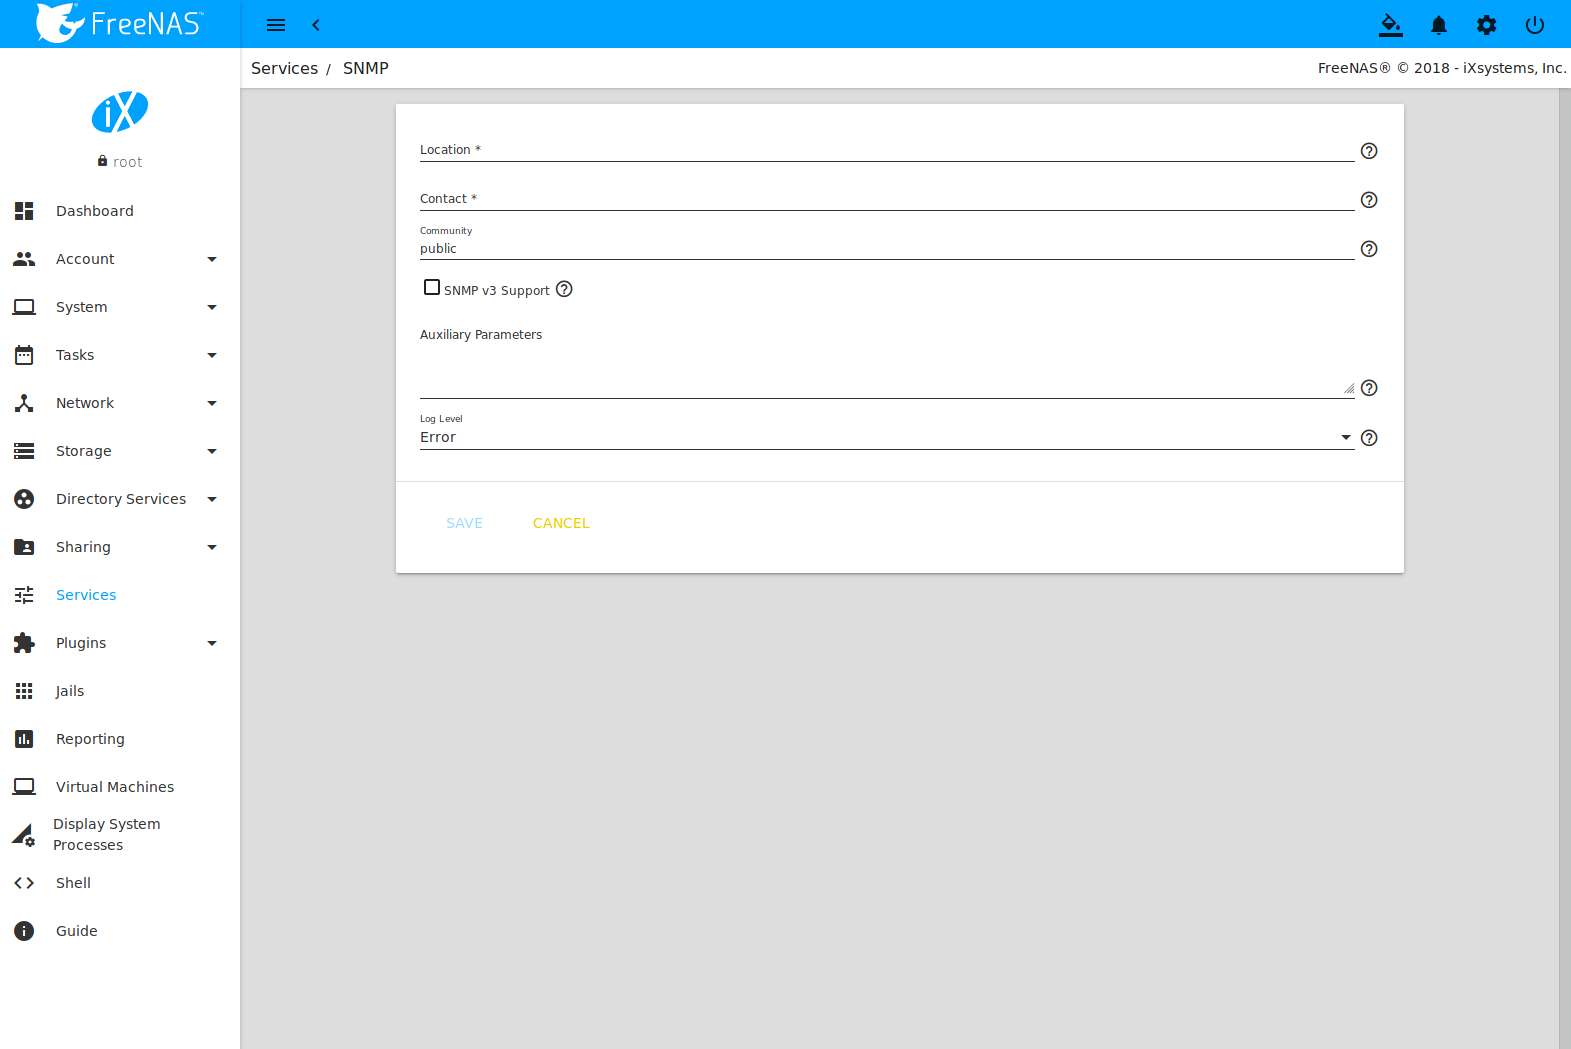 FreeNAS™
Services / SNMP
FreeNAS® © 2018 - iXsystems, Inc.
iX
root
Dashboard
Account
System
Tasks
Network
Storage
Directory Services
Sharing
Services
Plugins
Jails
Reporting
Virtual Machines
Display System
Processes
Shell
Guide
Location *
Contact *
Community
public
SNMP v3 Support
Auxiliary Parameters
Log Level
Error
SAVE CANCEL